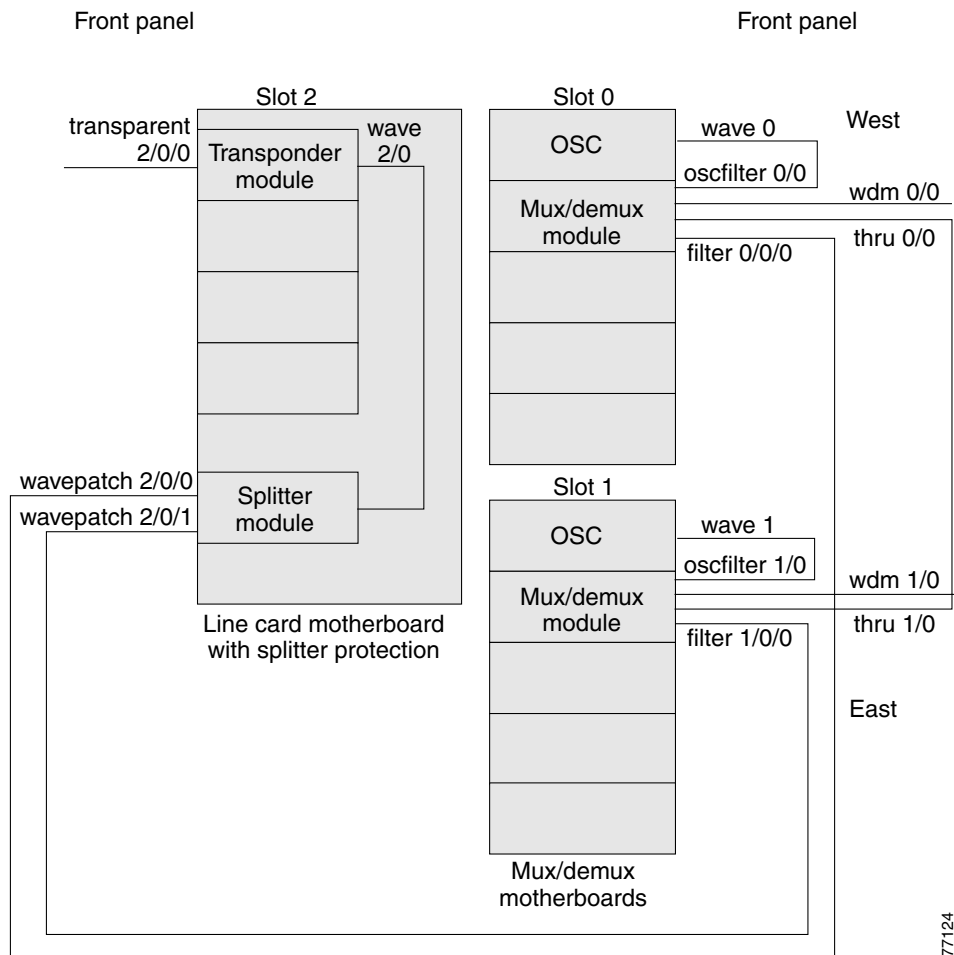 Front panel
Front panel
Slot 2
Slot 0
transparent
2/0/0
wave
2/0
Transponder
module
OSC
wave 0
West
oscfilter 0/0
Mux/demux
module
wdm 0/0
thru 0/0
filter 0/0/0
wavepatch 2/0/0
wavepatch 2/0/1
Splitter
module
Slot 1
OSC
wave 1
oscfilter 1/0
Mux/demux
module
wdm 1/0
thru 1/0
filter 1/0/0
Line card motherboard
with splitter protection
East
Mux/demux
motherboards
77124